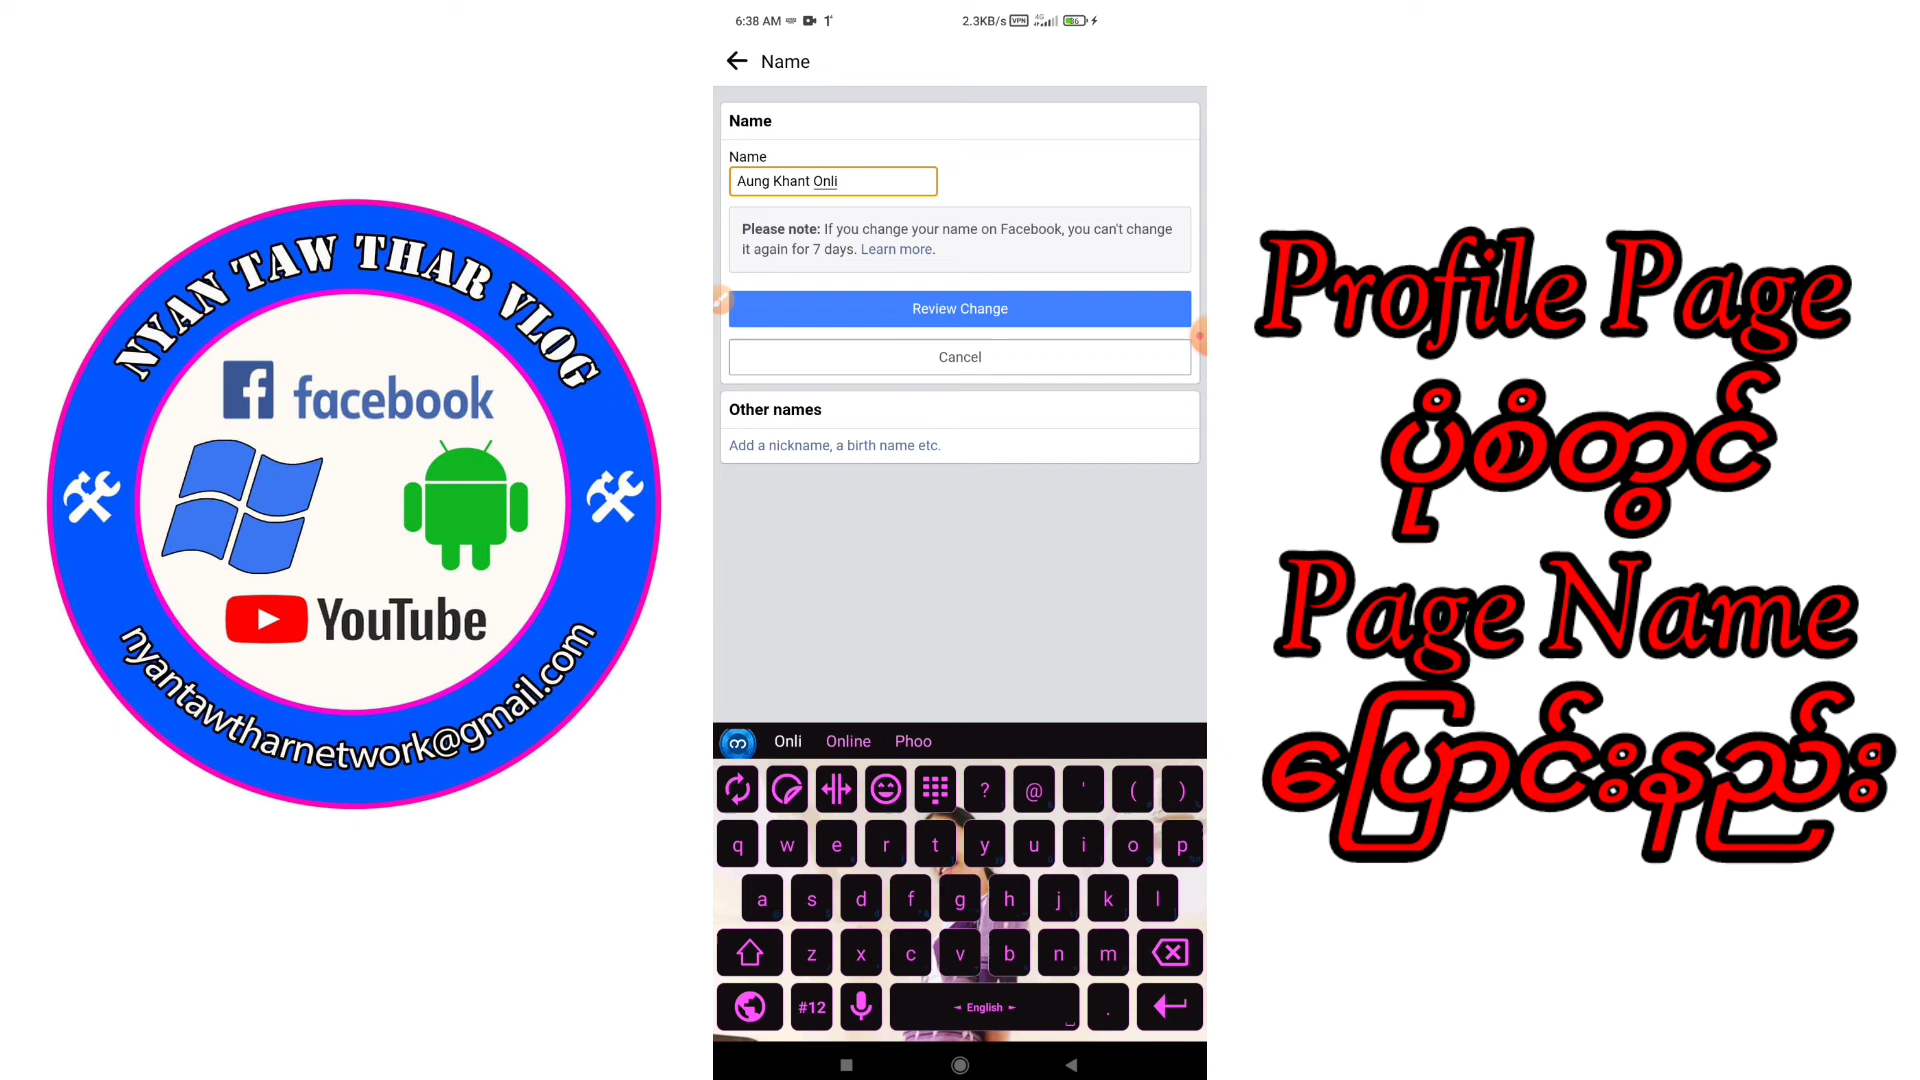 NYAN TAW THAR VLOG
facebook
YouTube
nyantawtharnetwork@gmail.com
6:38 AM
2.3KB/s VPN 4G 86
Name
Name
Name
Aung Khant Onli
Please note: If you change your name on Facebook, you can't change
it again for 7 days. Learn more.
Review Change
Cancel
Other names
Add a nickname, a birth name etc.
Onli Online Phoo
? @ ' ( )
q w e r t y u i o p
a s d f g h j k l
z x c v b n m
#12 English .
Profile Page
ပုံစံတွင်
Page Name
ပြောင်းနည်း